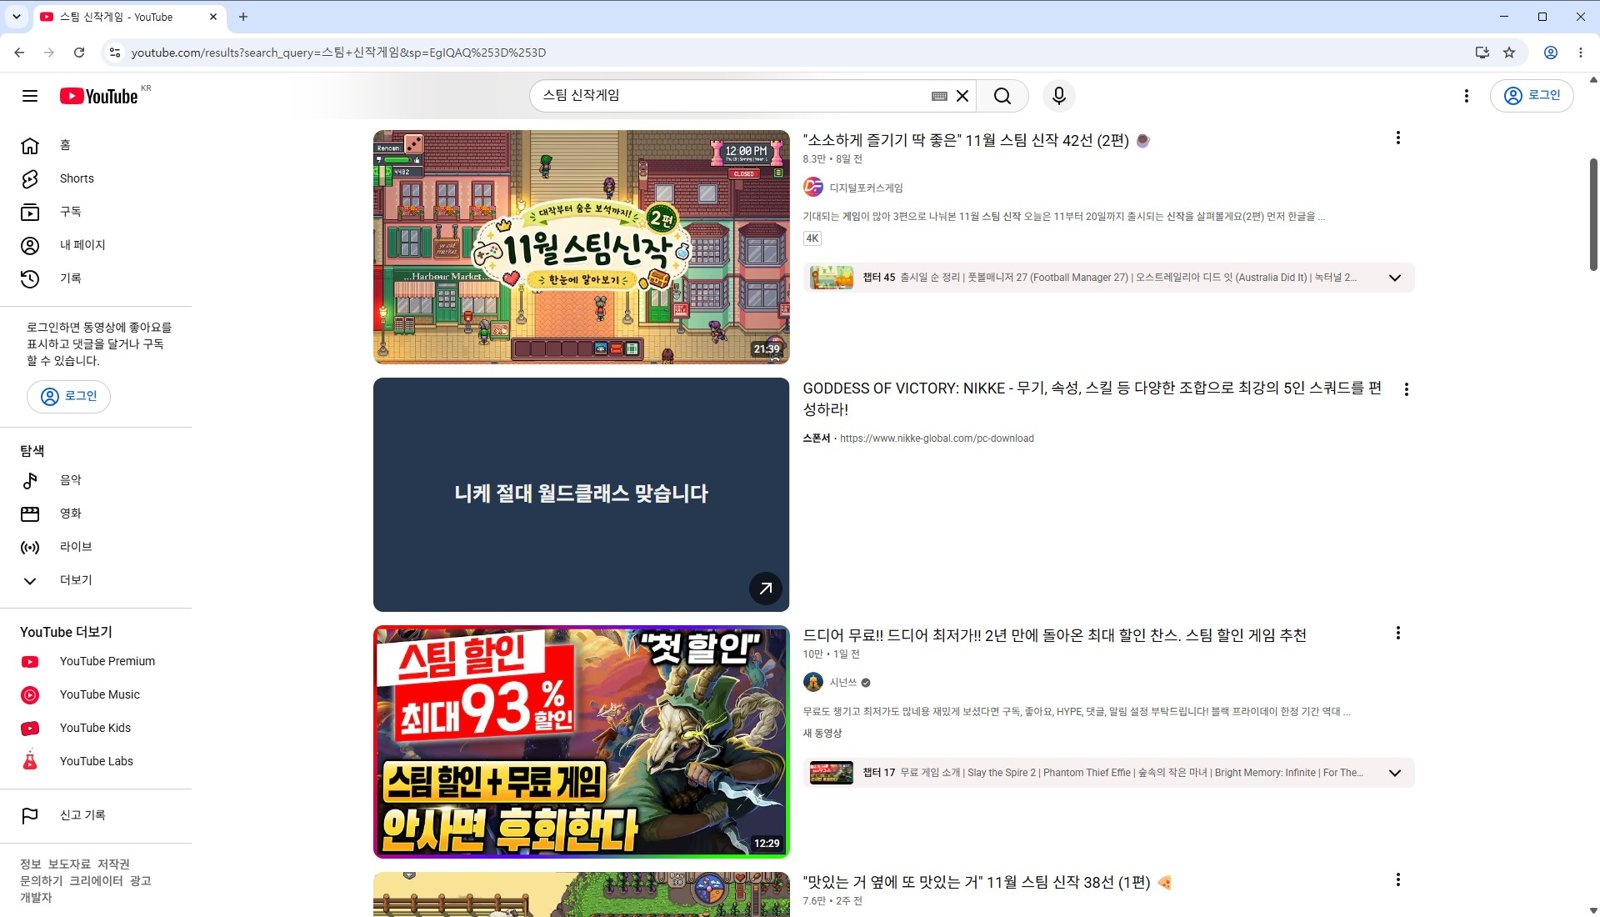 스팀 신작게임 - YouTube
youtube.com/results?search_query=스팀+신작게임&sp=EgIQAQ%253D%253D
YouTube KR
스팀 신작게임
로그인
홈
Shorts
구독
내 페이지
기록
로그인하면 동영상에 좋아요를
표시하고 댓글을 달거나 구독
할 수 있습니다.
로그인
탐색
음악
영화
라이브
더보기
YouTube 더보기
YouTube Premium
YouTube Music
YouTube Kids
YouTube Labs
신고 기록
정보 보도자료 저작권
문의하기 크리에이터 광고
개발자
12:00 PM
CLOSED
4492
대작부터 숨은 보석까지!
2편
11월 스팀신작
한눈에 알아보기
...Harbour Market...
21:39
"소소하게 즐기기 딱 좋은" 11월 스팀 신작 42선 (2편)
8.3만 • 8일 전
디지털포커스게임
기대되는 게임이 많아 3편으로 나눠본 11월 스팀 신작 오늘은 11부터 20일까지 출시되는 신작을 살펴볼게요(2편) 먼저 한글을 ...
4K
챕터 45 출시일 순 정리 | 풋볼매니저 27 (Football Manager 27) | 오스트레일리아 디드 잇 (Australia Did It) | 녹터널 2...
니케 절대 월드클래스 맞습니다
GODDESS OF VICTORY: NIKKE - 무기, 속성, 스킬 등 다양한 조합으로 최강의 5인 스쿼드를 편
성하라!
스폰서 · https://www.nikke-global.com/pc-download
스팀 할인
최대93% 할인
"첫 할인"
스팀 할인 + 무료 게임
안사면 후회한다
12:29
드디어 무료!! 드디어 최저가!! 2년 만에 돌아온 최대 할인 찬스. 스팀 할인 게임 추천
10만 • 1일 전
시넌쓰
무료도 챙기고 최저가도 많네용 재밌게 보셨다면 구독, 좋아요, HYPE, 댓글, 알림 설정 부탁드립니다! 블랙 프라이데이 한정 기간 역대 ...
새 동영상
챕터 17 무료 게임 소개 | Slay the Spire 2 | Phantom Thief Effie | 숲속의 작은 마녀 | Bright Memory: Infinite | For The...
"맛있는 거 옆에 또 맛있는 거" 11월 스팀 신작 38선 (1편)
7.6만 • 2주 전